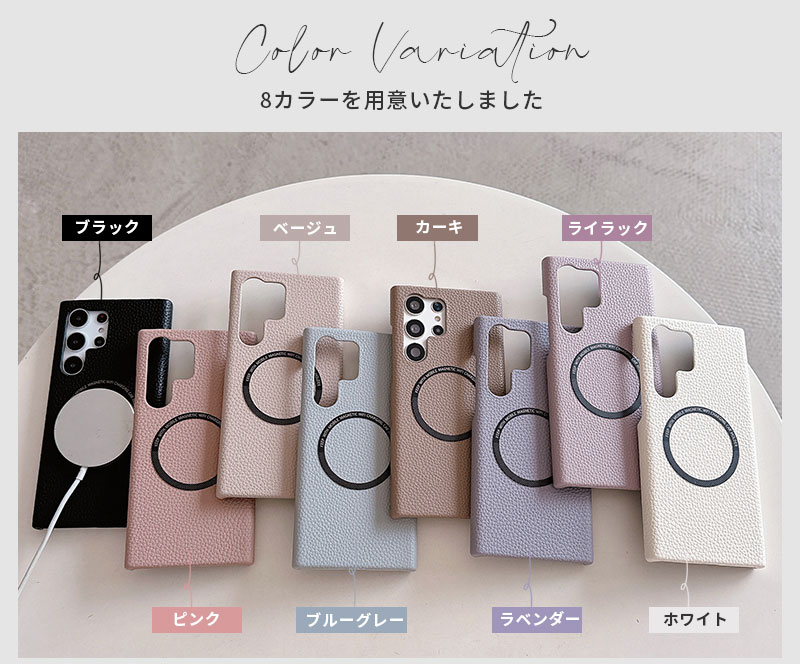 Color Variation
8カラーを用意いたしました
ブラック
ベージュ
カーキ
ライラック
ピンク
ブルーグレー
ラベンダー
ホワイト